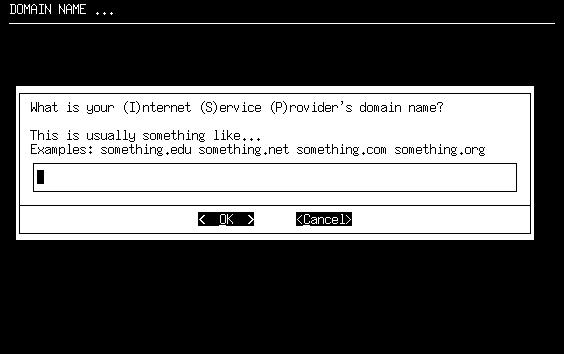 DOMAIN NAME ...
What is your (I)nternet (S)ervice (P)rovider's domain name?
This is usually something like...
Examples: something.edu something.net something.com something.org
< OK > <Cancel>